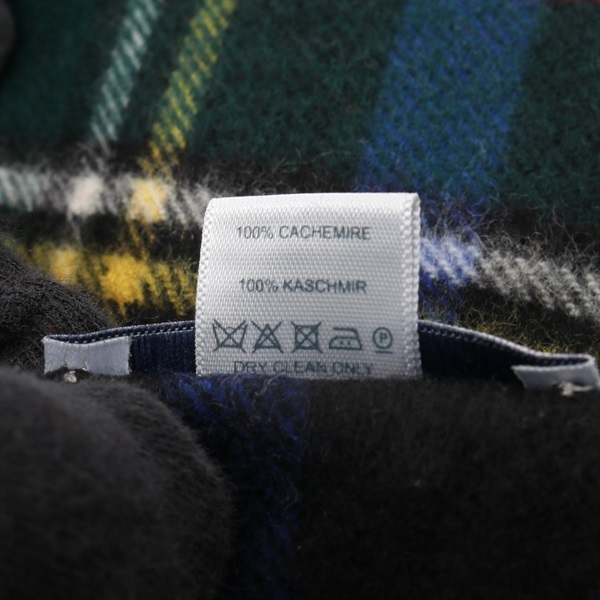 100% CACHEMIRE
100% KASCHMIR
P
DRY CLEAN ONLY